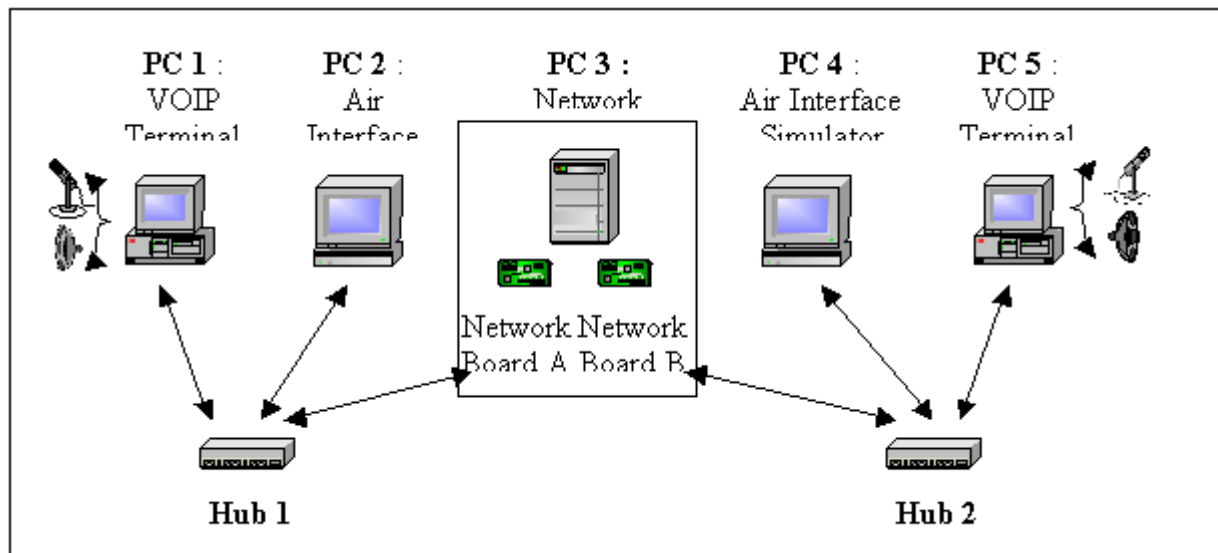 PC 1 :
VOIP
Terminal
PC 2 :
Air
Interface
PC 3 :
Network
PC 4 :
Air Interface
Simulator
PC 5 :
VOIP
Terminal
Network Network
Board A Board B
Hub 1
Hub 2